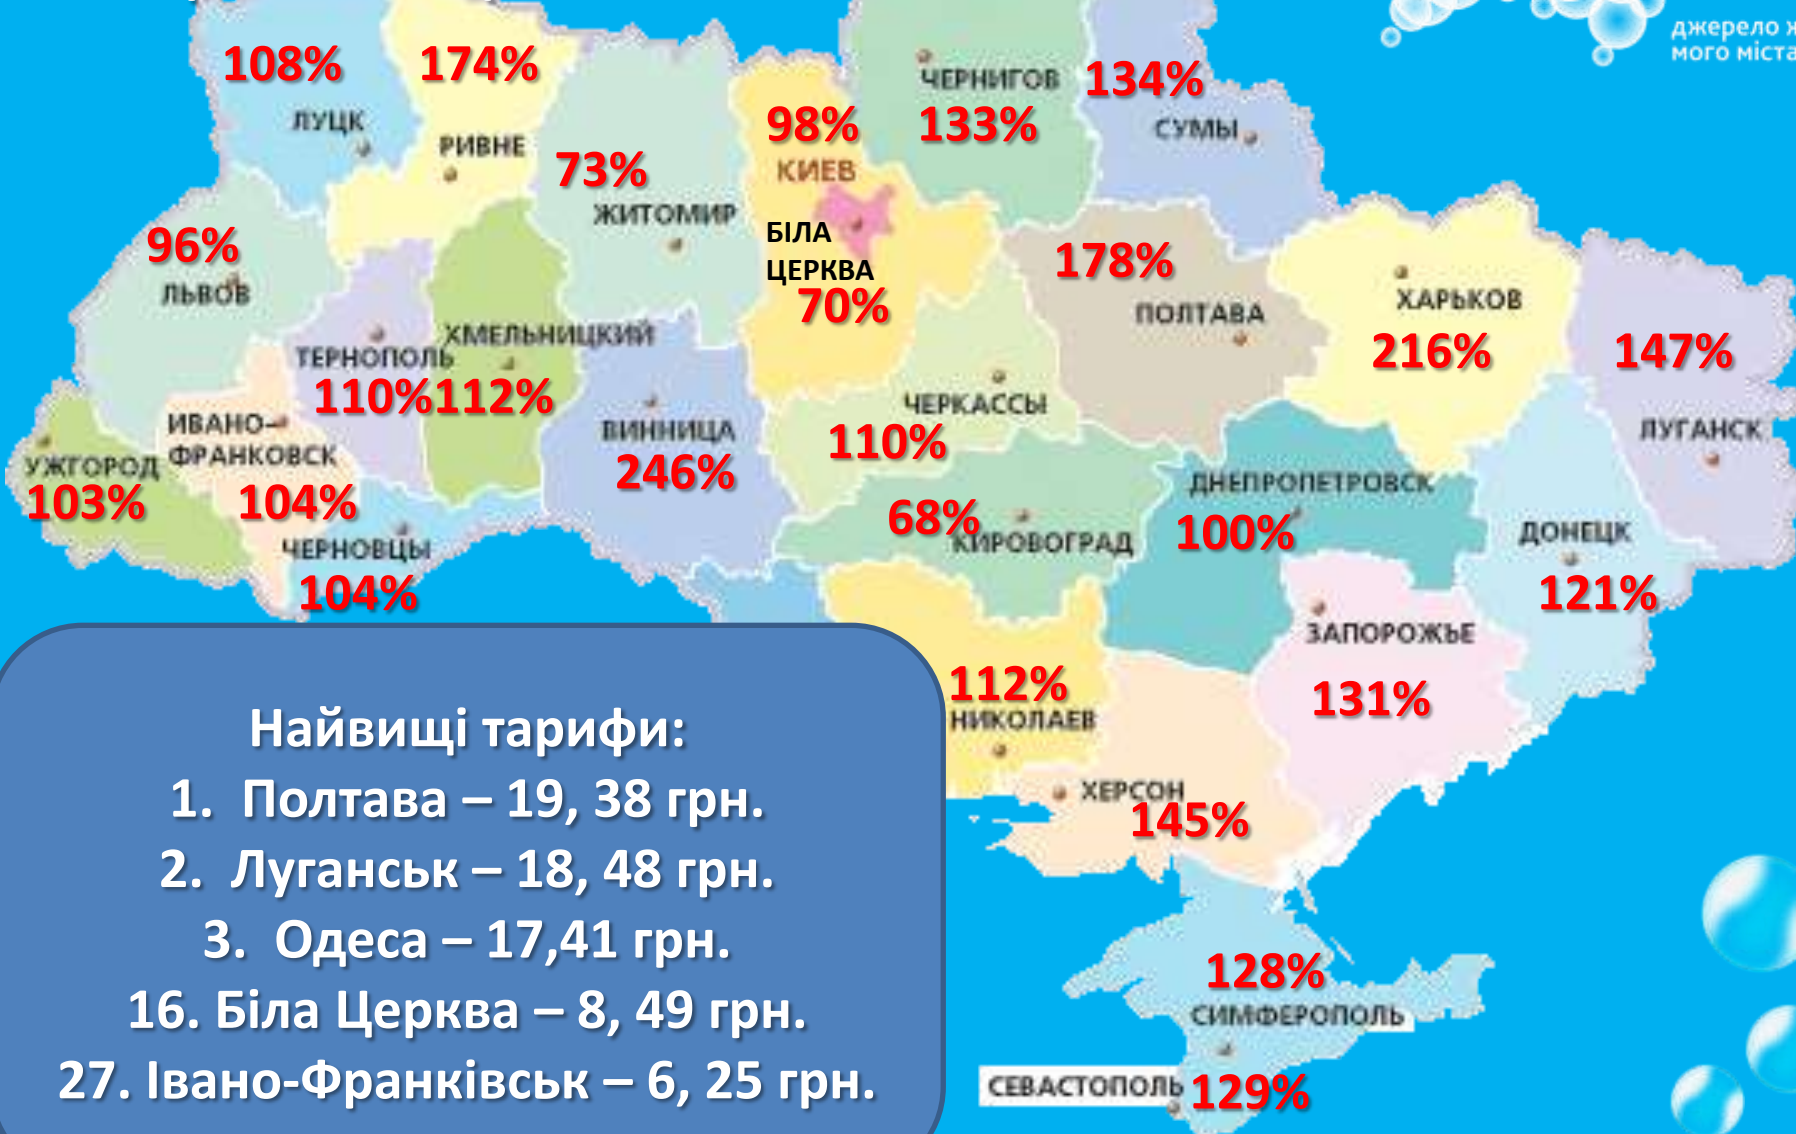 джерело
мого міста
108%
174%
ЛУЦК
РИВНЕ
73%
ЖИТОМИР
98%
КИЕВ
БІЛА
ЦЕРКВА
70%
ЧЕРНИГОВ
133%
134%
СУМЫ
96%
ЛЬВОВ
ТЕРНОПОЛЬ
110%
ХМЕЛЬНИЦКИЙ
112%
178%
ПОЛТАВА
ХАРЬКОВ
216%
147%
ЛУГАНСК
УЖГОРОД
103%
ИВАНО-
ФРАНКОВСК
104%
ЧЕРНОВЦЫ
104%
ВИННИЦА
246%
ЧЕРКАССЫ
110%
68%
КИРОВОГРАД
ДНЕПРОПЕТРОВСК
100%
ДОНЕЦК
121%
ЗАПОРОЖЬЕ
131%
112%
НИКОЛАЕВ
ХЕРСОН
145%
128%
СИМФЕРОПОЛЬ
СЕВАСТОПОЛЬ
129%
Найвищі тарифи:
1. Полтава – 19, 38 грн.
2. Луганськ – 18, 48 грн.
3. Одеса – 17,41 грн.
16. Біла Церква – 8, 49 грн.
27. Івано-Франківськ – 6, 25 грн.